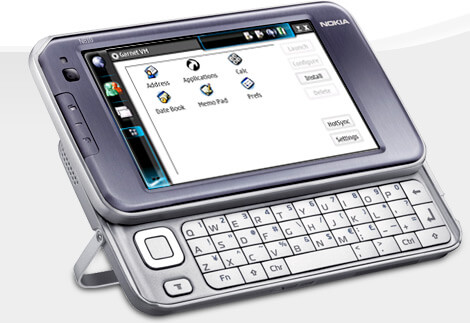 N810
NOKIA
Garnet VM
Launch
Configure
Install
Delete
HotSync
Settings
Address
Applications
Calc
Date Book
Memo Pad
Prefs
Q W E R T Y U I O P
A S D F G H J K L
Z X C V B N M
Fn Chr Ctrl